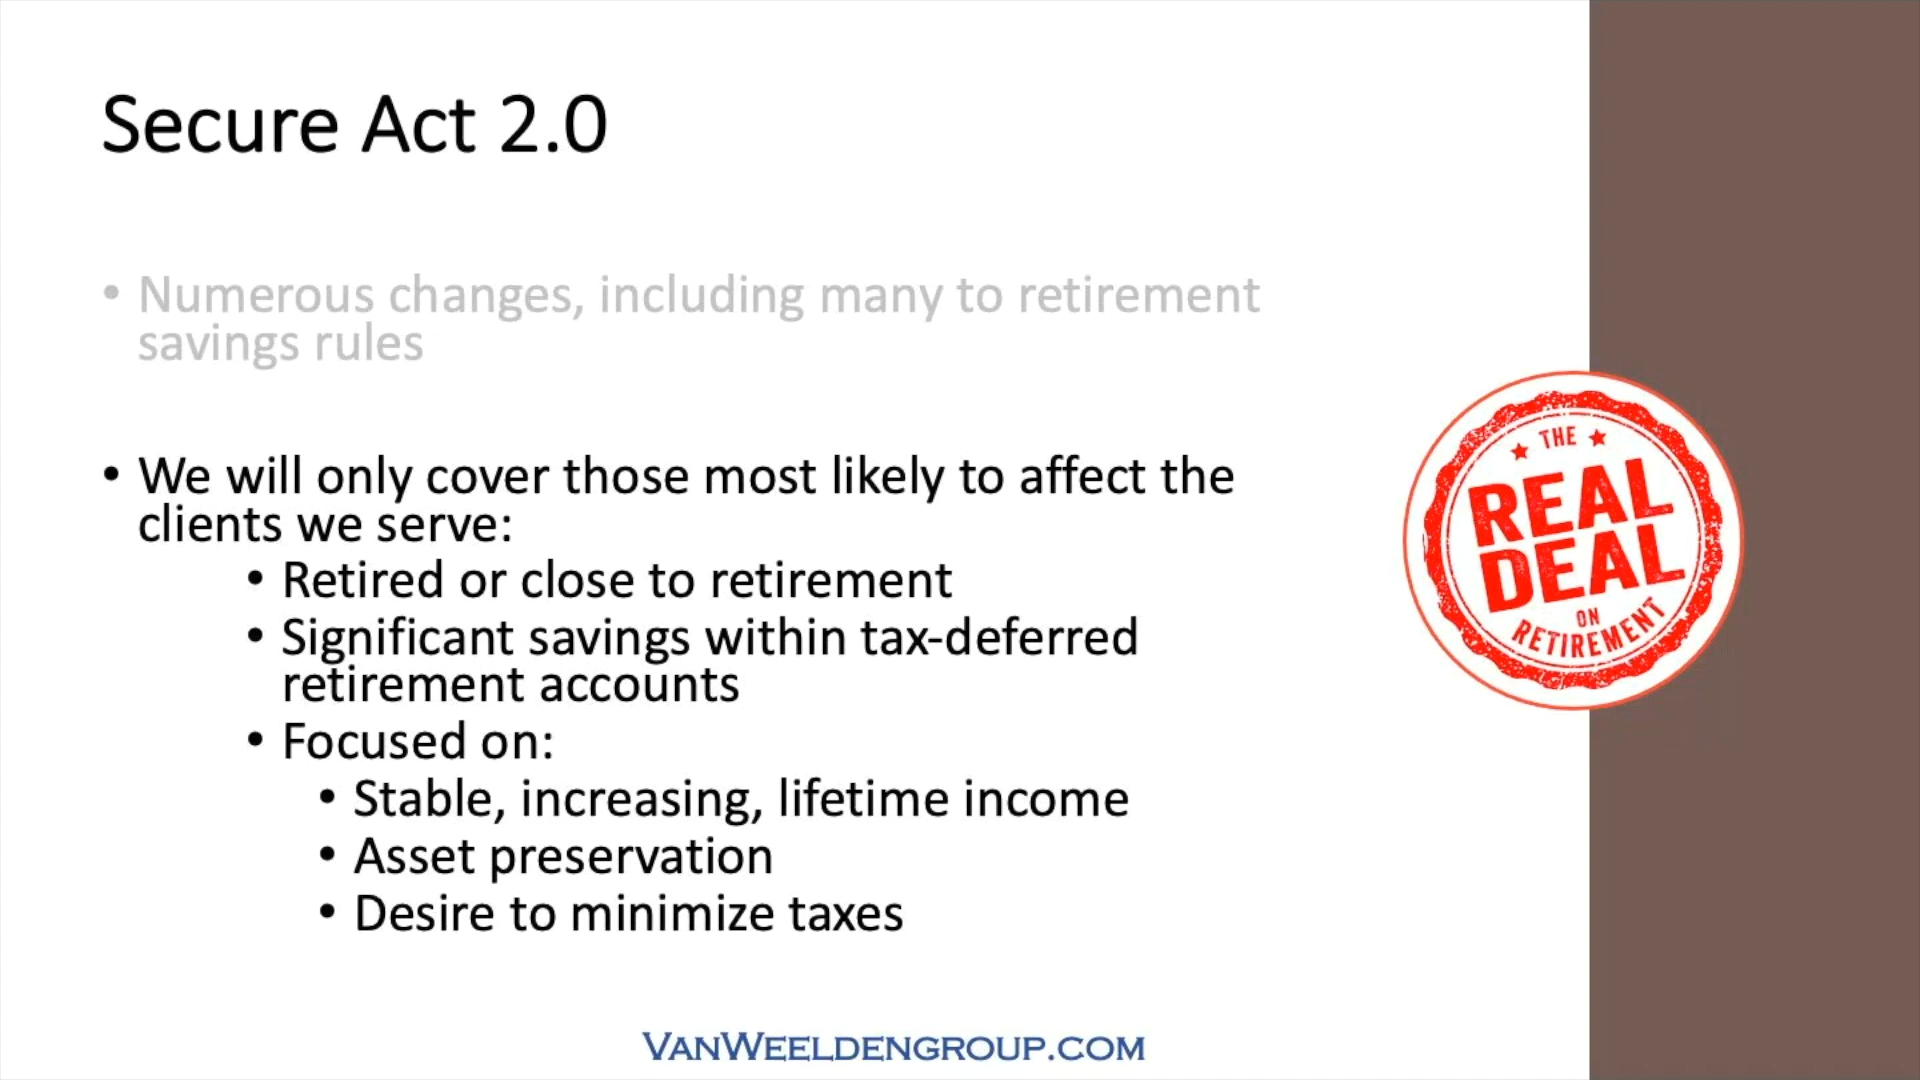 Secure Act 2.0
• Numerous changes, including many to retirement
savings rules
• We will only cover those most likely to affect the
clients we serve:
• Retired or close to retirement
• Significant savings within tax-deferred
retirement accounts
• Focused on:
• Stable, increasing, lifetime income
• Asset preservation
• Desire to minimize taxes
THE
REAL
DEAL
ON
RETIREMENT
VANWEELDENGROUP.COM